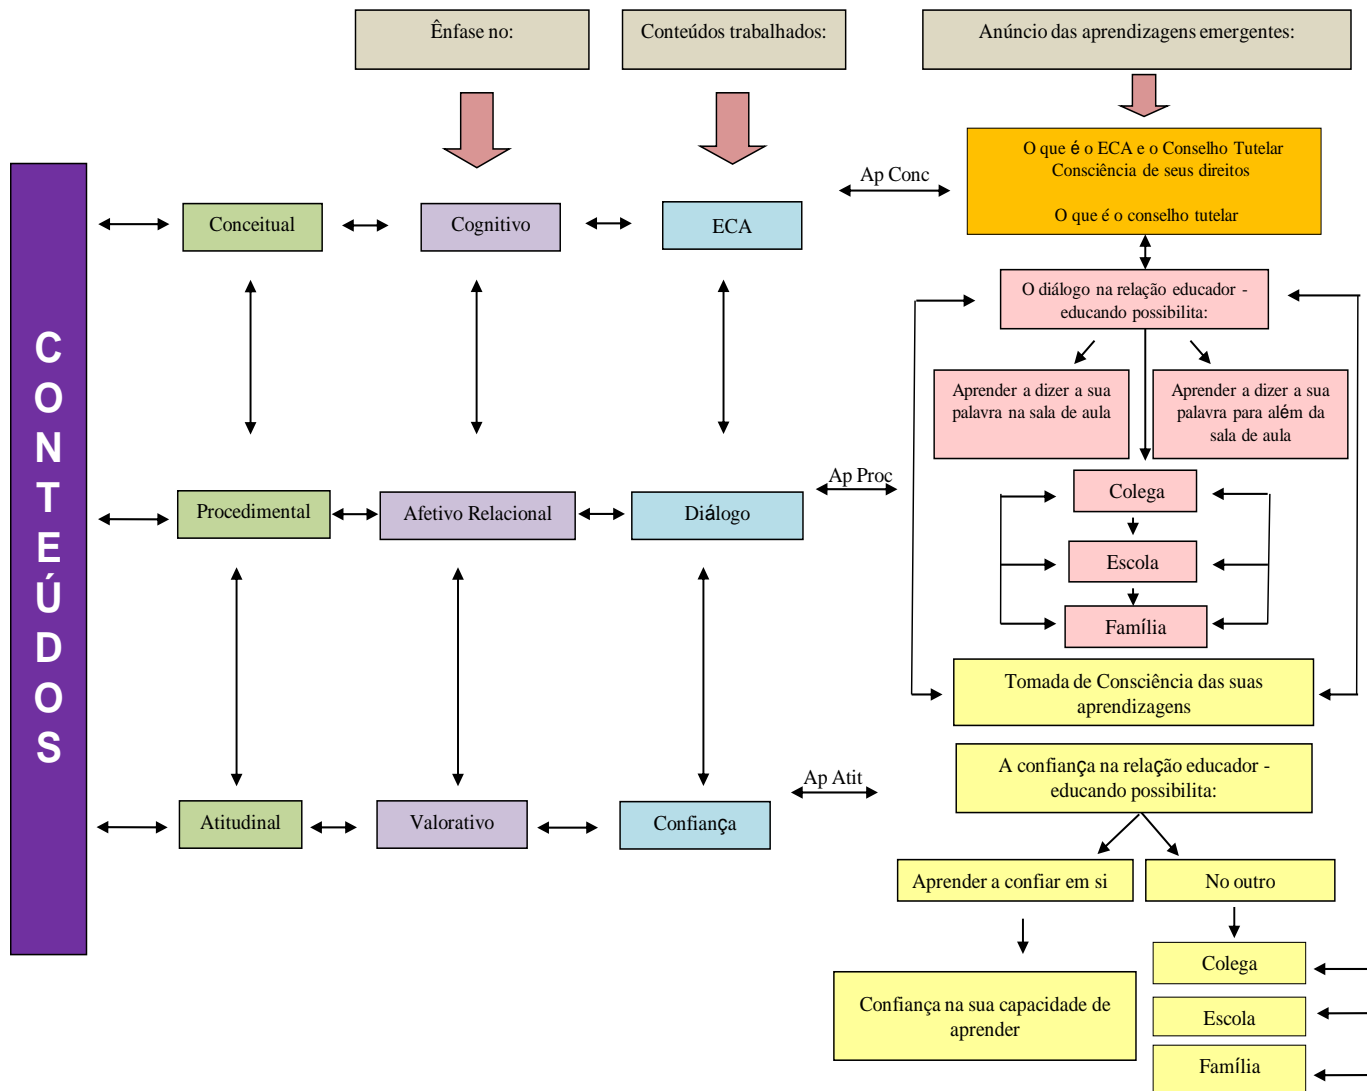 Ênfase no:
Conteúdos trabalhados:
Anúncio das aprendizagens emergentes:
CONTEÚDOS
Conceitual
Cognitivo
ECA
Ap Conc
O que é o ECA e o Conselho Tutelar
Consciência de seus direitos
O que é o conselho tutelar
O diálogo na relação educador -
educando possibilita:
Aprender a dizer a sua
palavra na sala de aula
Aprender a dizer a sua
palavra para além da
sala de aula
Procedimental
Afetivo Relacional
Diálogo
Ap Proc
Colega
Escola
Família
Tomada de Consciência das suas
aprendizagens
Atitudinal
Valorativo
Confiança
Ap Atit
A confiança na relação educador -
educando possibilita:
Aprender a confiar em si
No outro
Confiança na sua capacidade de
aprender
Colega
Escola
Família